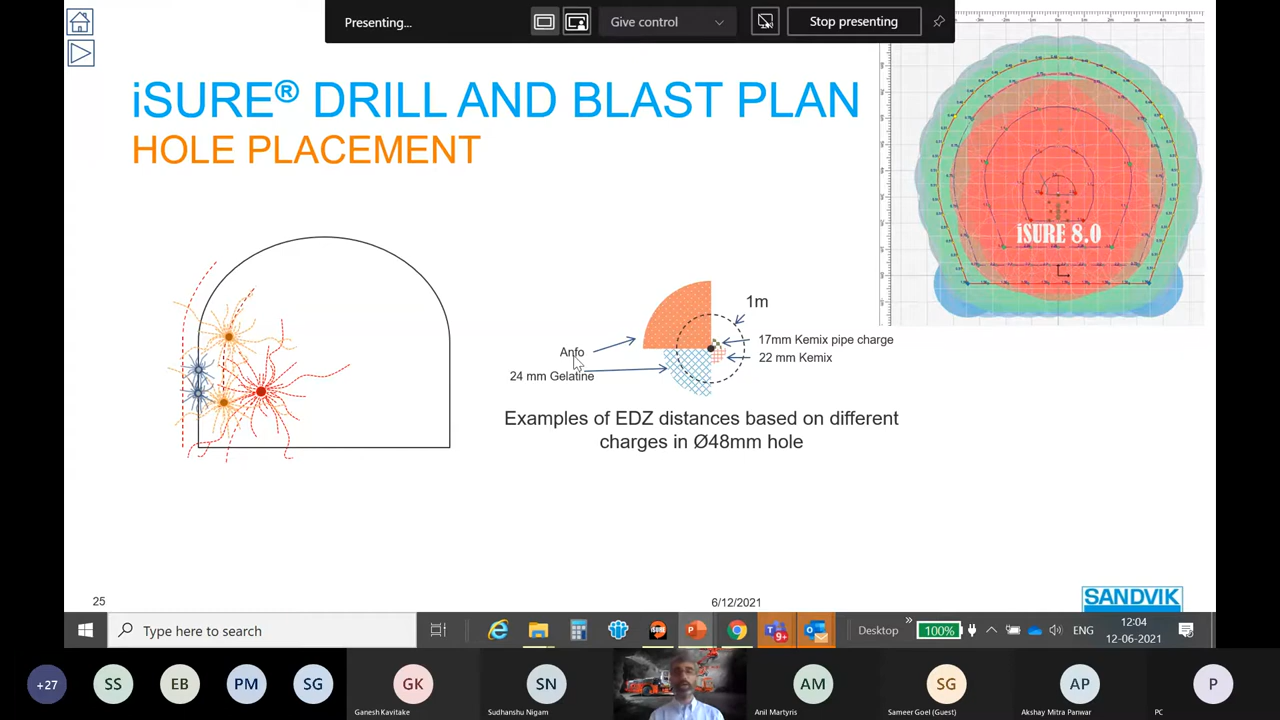 Presenting...
Give control
Stop presenting
iSURE® DRILL AND BLAST PLAN
HOLE PLACEMENT
iSURE 8.0
1m
17mm Kemix pipe charge
Anfo
22 mm Kemix
24 mm Gelatine
Examples of EDZ distances based on different
charges in Ø48mm hole
25
6/12/2021
SANDVIK
Type here to search
9+
Desktop
100%
ENG
12:04
12-06-2021
+27
SS
EB
PM
SG
GK
SN
AM
SG
AP
P
Ganesh Kavitake
Sudhanshu Nigam
Anil Martyris
Sameer Goel (Guest)
Akshay Mitra Panwar
PC